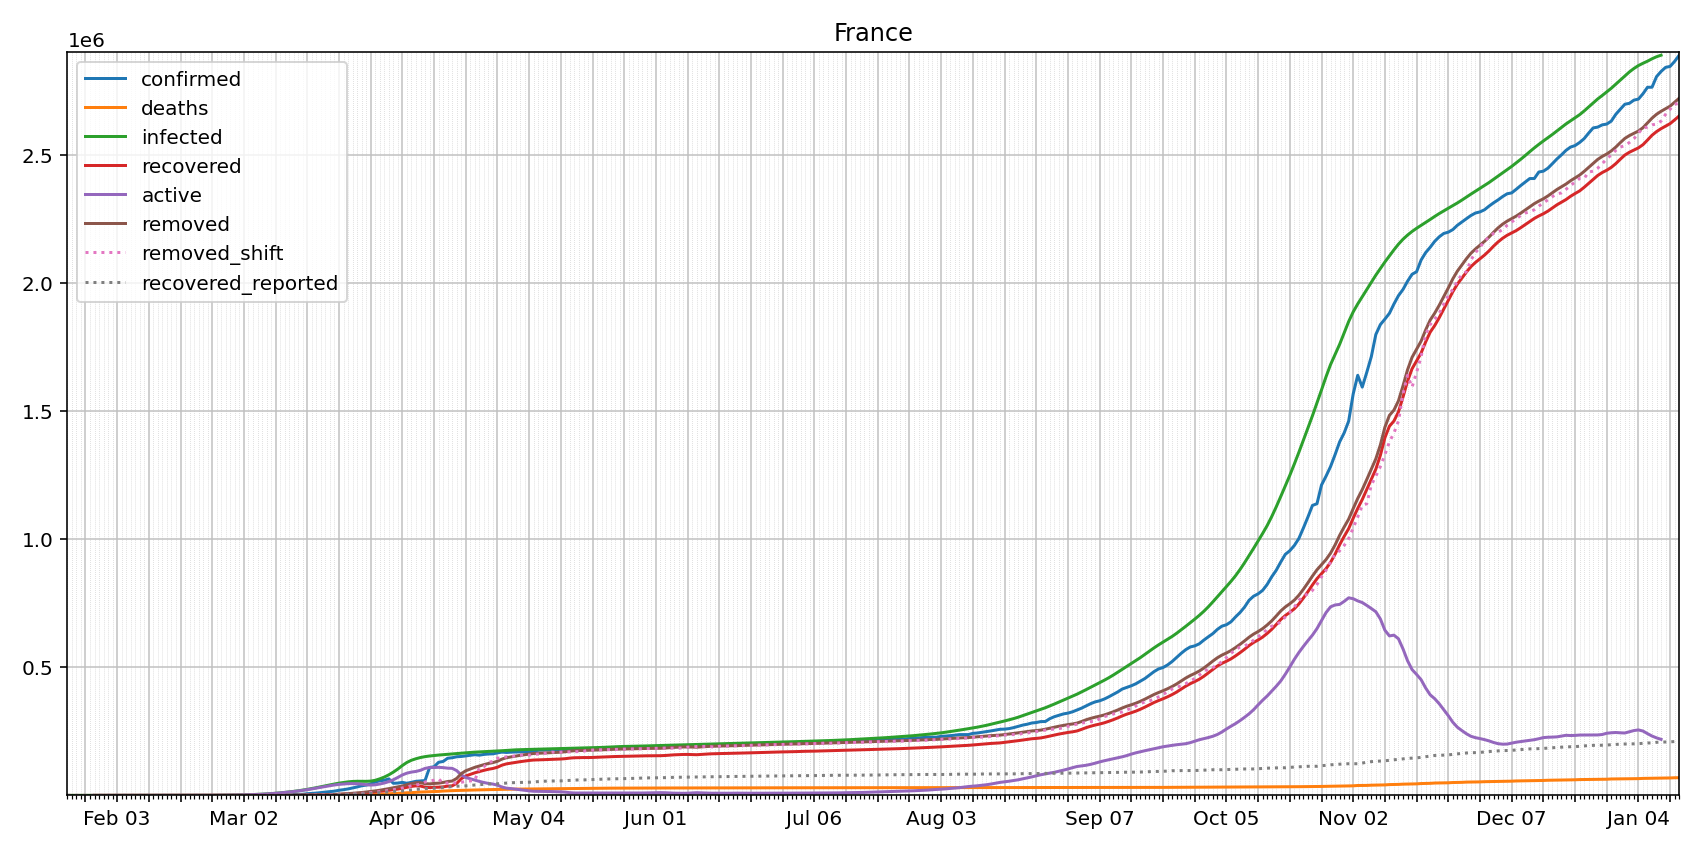 France
1e6
confirmed
deaths
infected
recovered
active
removed
removed_shift
recovered_reported
2.5
2.0
1.5
1.0
0.5
Feb 03 Mar 02 Apr 06 May 04 Jun 01 Jul 06 Aug 03 Sep 07 Oct 05 Nov 02 Dec 07 Jan 04